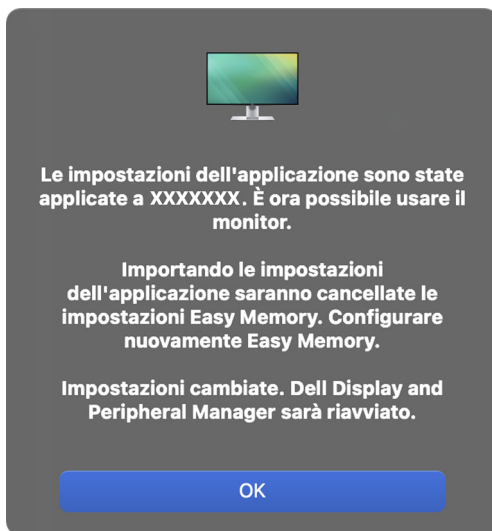 Le impostazioni dell'applicazione sono state
applicate a XXXXXXX. È ora possibile usare il
monitor.
Importando le impostazioni
dell'applicazione saranno cancellate le
impostazioni Easy Memory. Configurare
nuovamente Easy Memory.
Impostazioni cambiate. Dell Display and
Peripheral Manager sarà riavviato.
OK